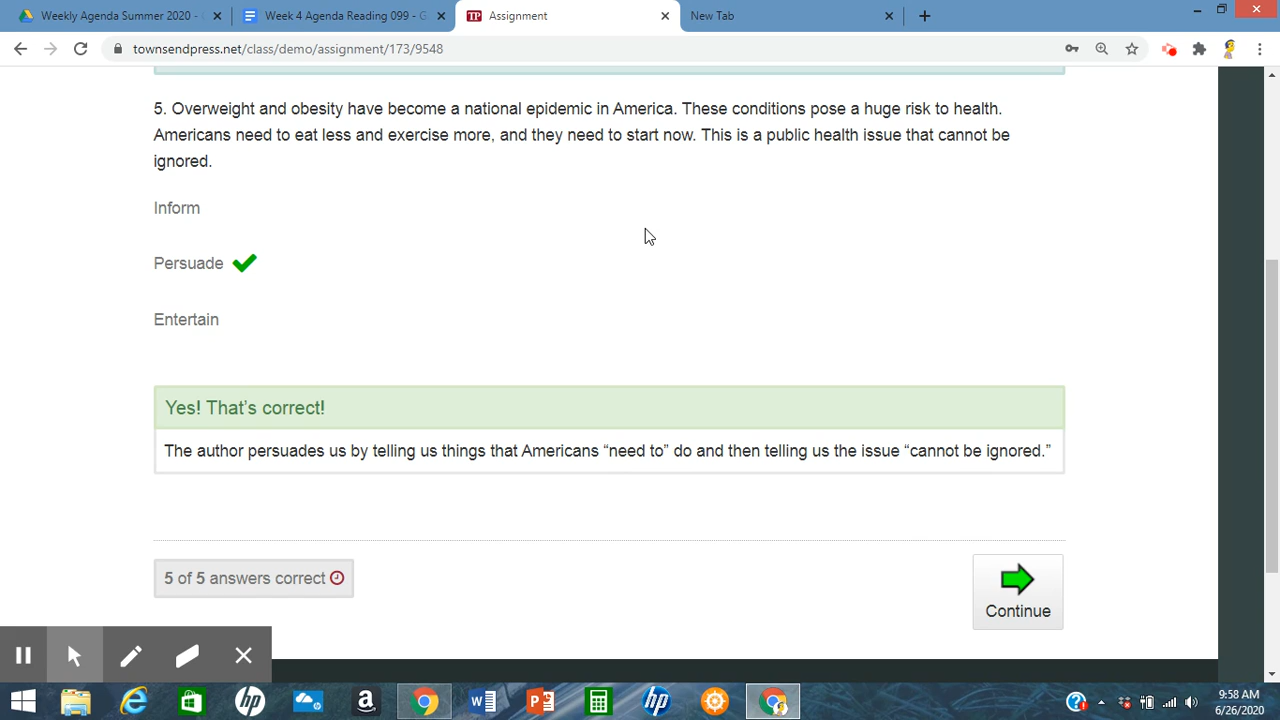 Weekly Agenda Summer 2020 -
Week 4 Agenda Reading 099 - G
TP Assignment
New Tab
townsendpress.net/class/demo/assignment/173/9548
5. Overweight and obesity have become a national epidemic in America. These conditions pose a huge risk to health.
Americans need to eat less and exercise more, and they need to start now. This is a public health issue that cannot be
ignored.
Inform
Persuade
Entertain
Yes! That’s correct!
The author persuades us by telling us things that Americans “need to” do and then telling us the issue “cannot be ignored.”
5 of 5 answers correct
Continue
9:58 AM
6/26/2020